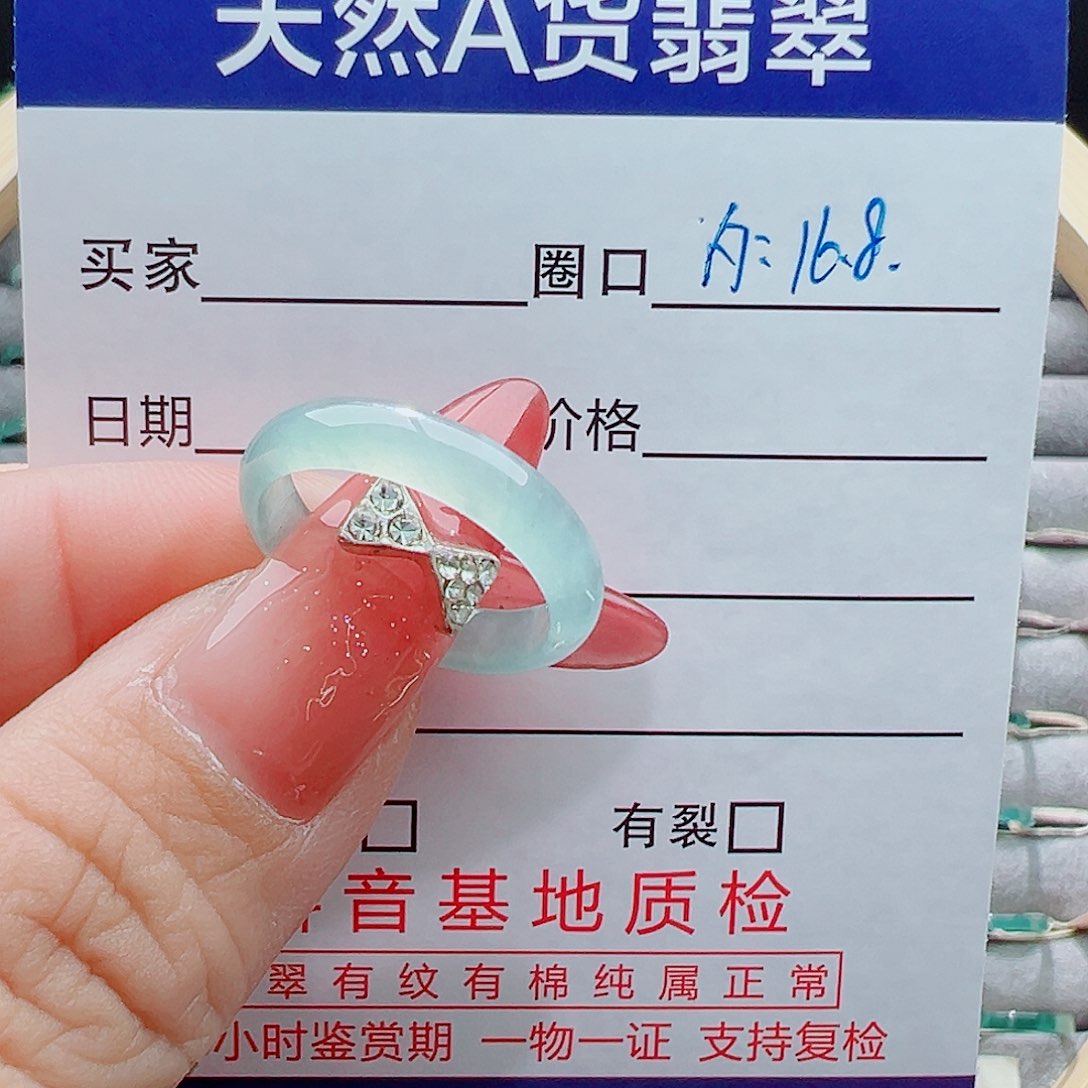 天然A货翡翠
买家 圈口 内:16.8.
日期 价格
有裂
音基地质检
翠有纹有棉纯属正常
小时鉴赏期 一物一证 支持复检